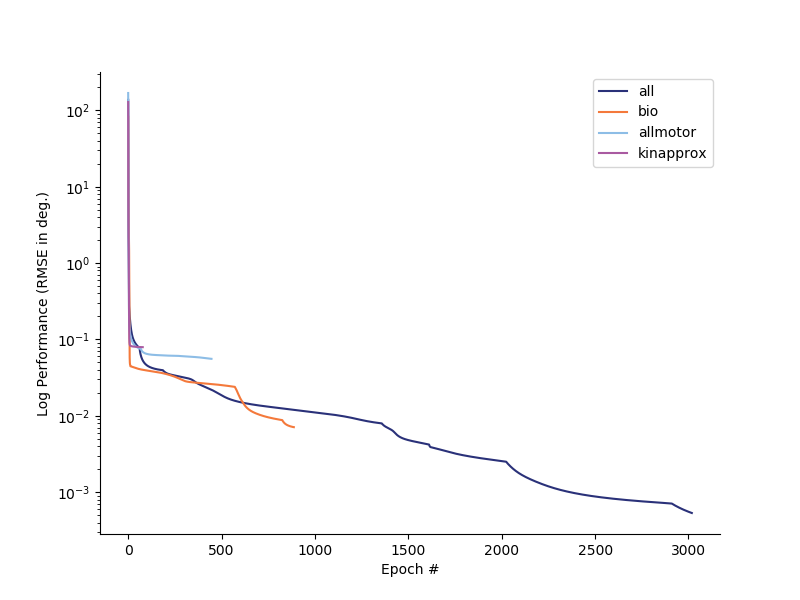 all
bio
allmotor
kinapprox
10²
10¹
10⁰
10⁻¹
10⁻²
10⁻³
Log Performance (RMSE in deg.)
0 500 1000 1500 2000 2500 3000
Epoch #